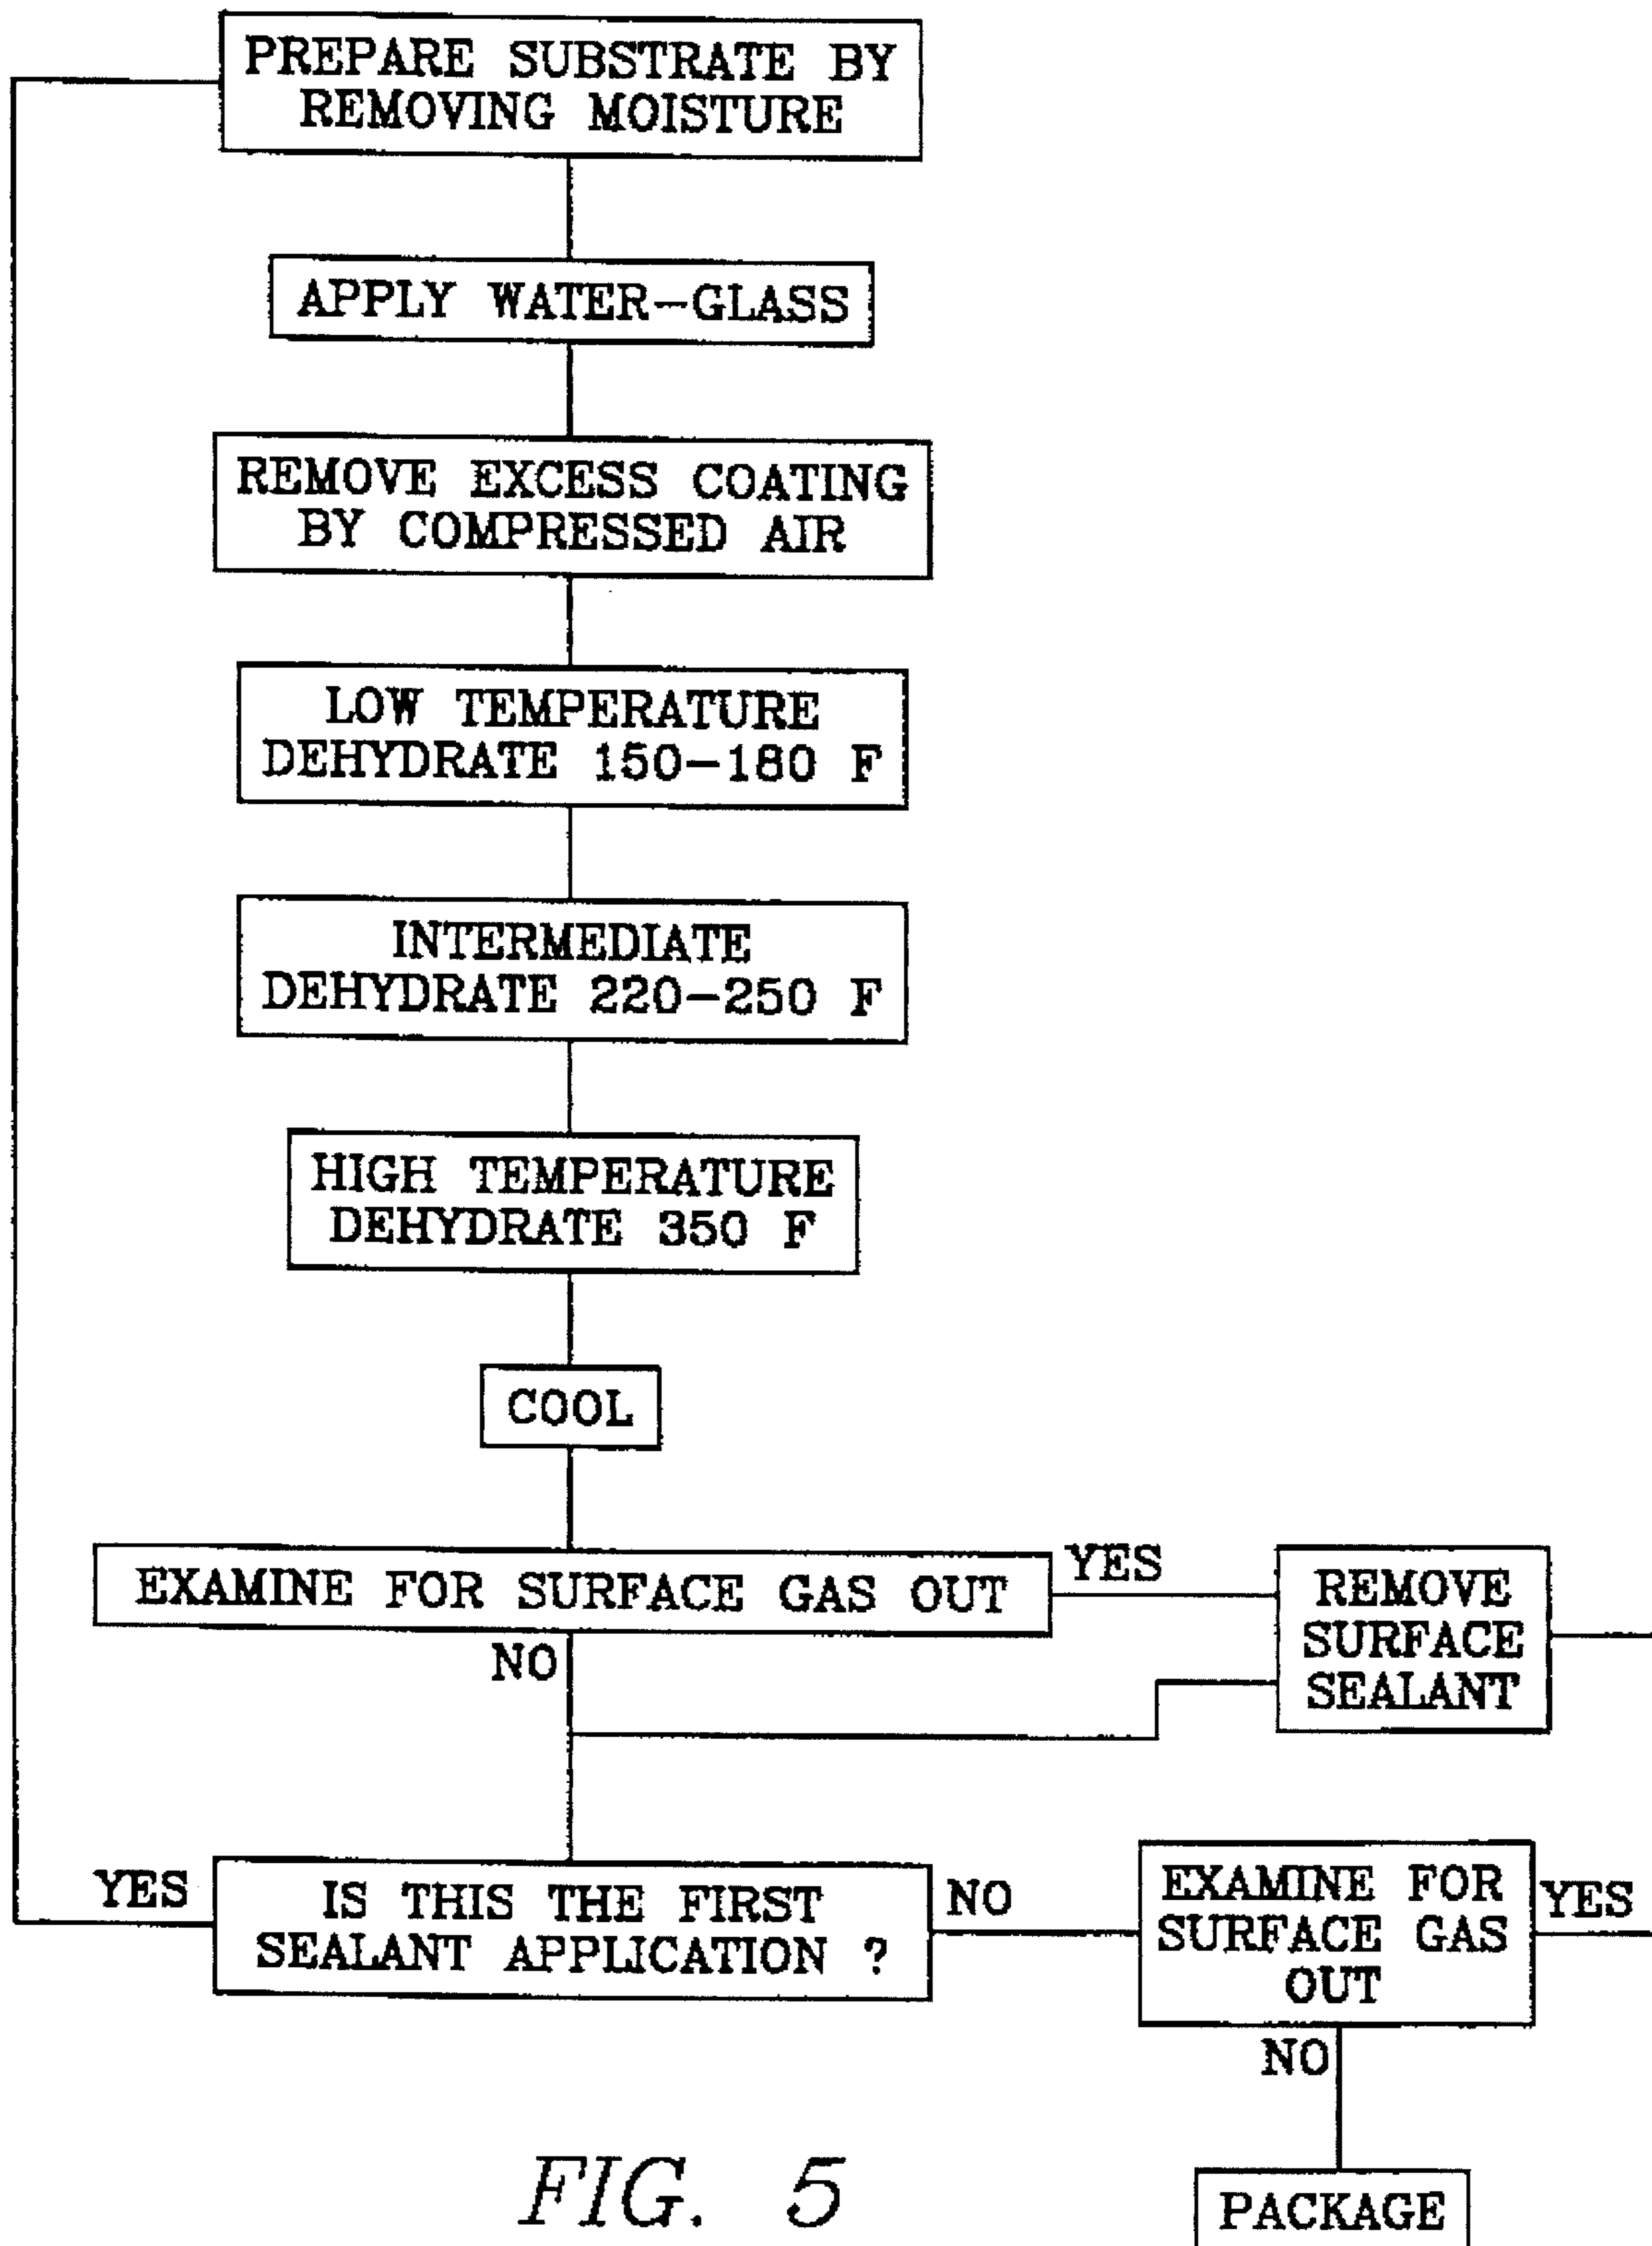 PREPARE SUBSTRATE BY
REMOVING MOISTURE
APPLY WATER-GLASS
REMOVE EXCESS COATING
BY COMPRESSED AIR
LOW TEMPERATURE
DEHYDRATE 150-180 F
INTERMEDIATE
DEHYDRATE 220-250 F
HIGH TEMPERATURE
DEHYDRATE 350 F
COOL
EXAMINE FOR SURFACE GAS OUT
YES
REMOVE
SURFACE
SEALANT
NO
YES
IS THIS THE FIRST
SEALANT APPLICATION ?
NO
EXAMINE FOR
SURFACE GAS
OUT
YES
NO
PACKAGE
FIG. 5